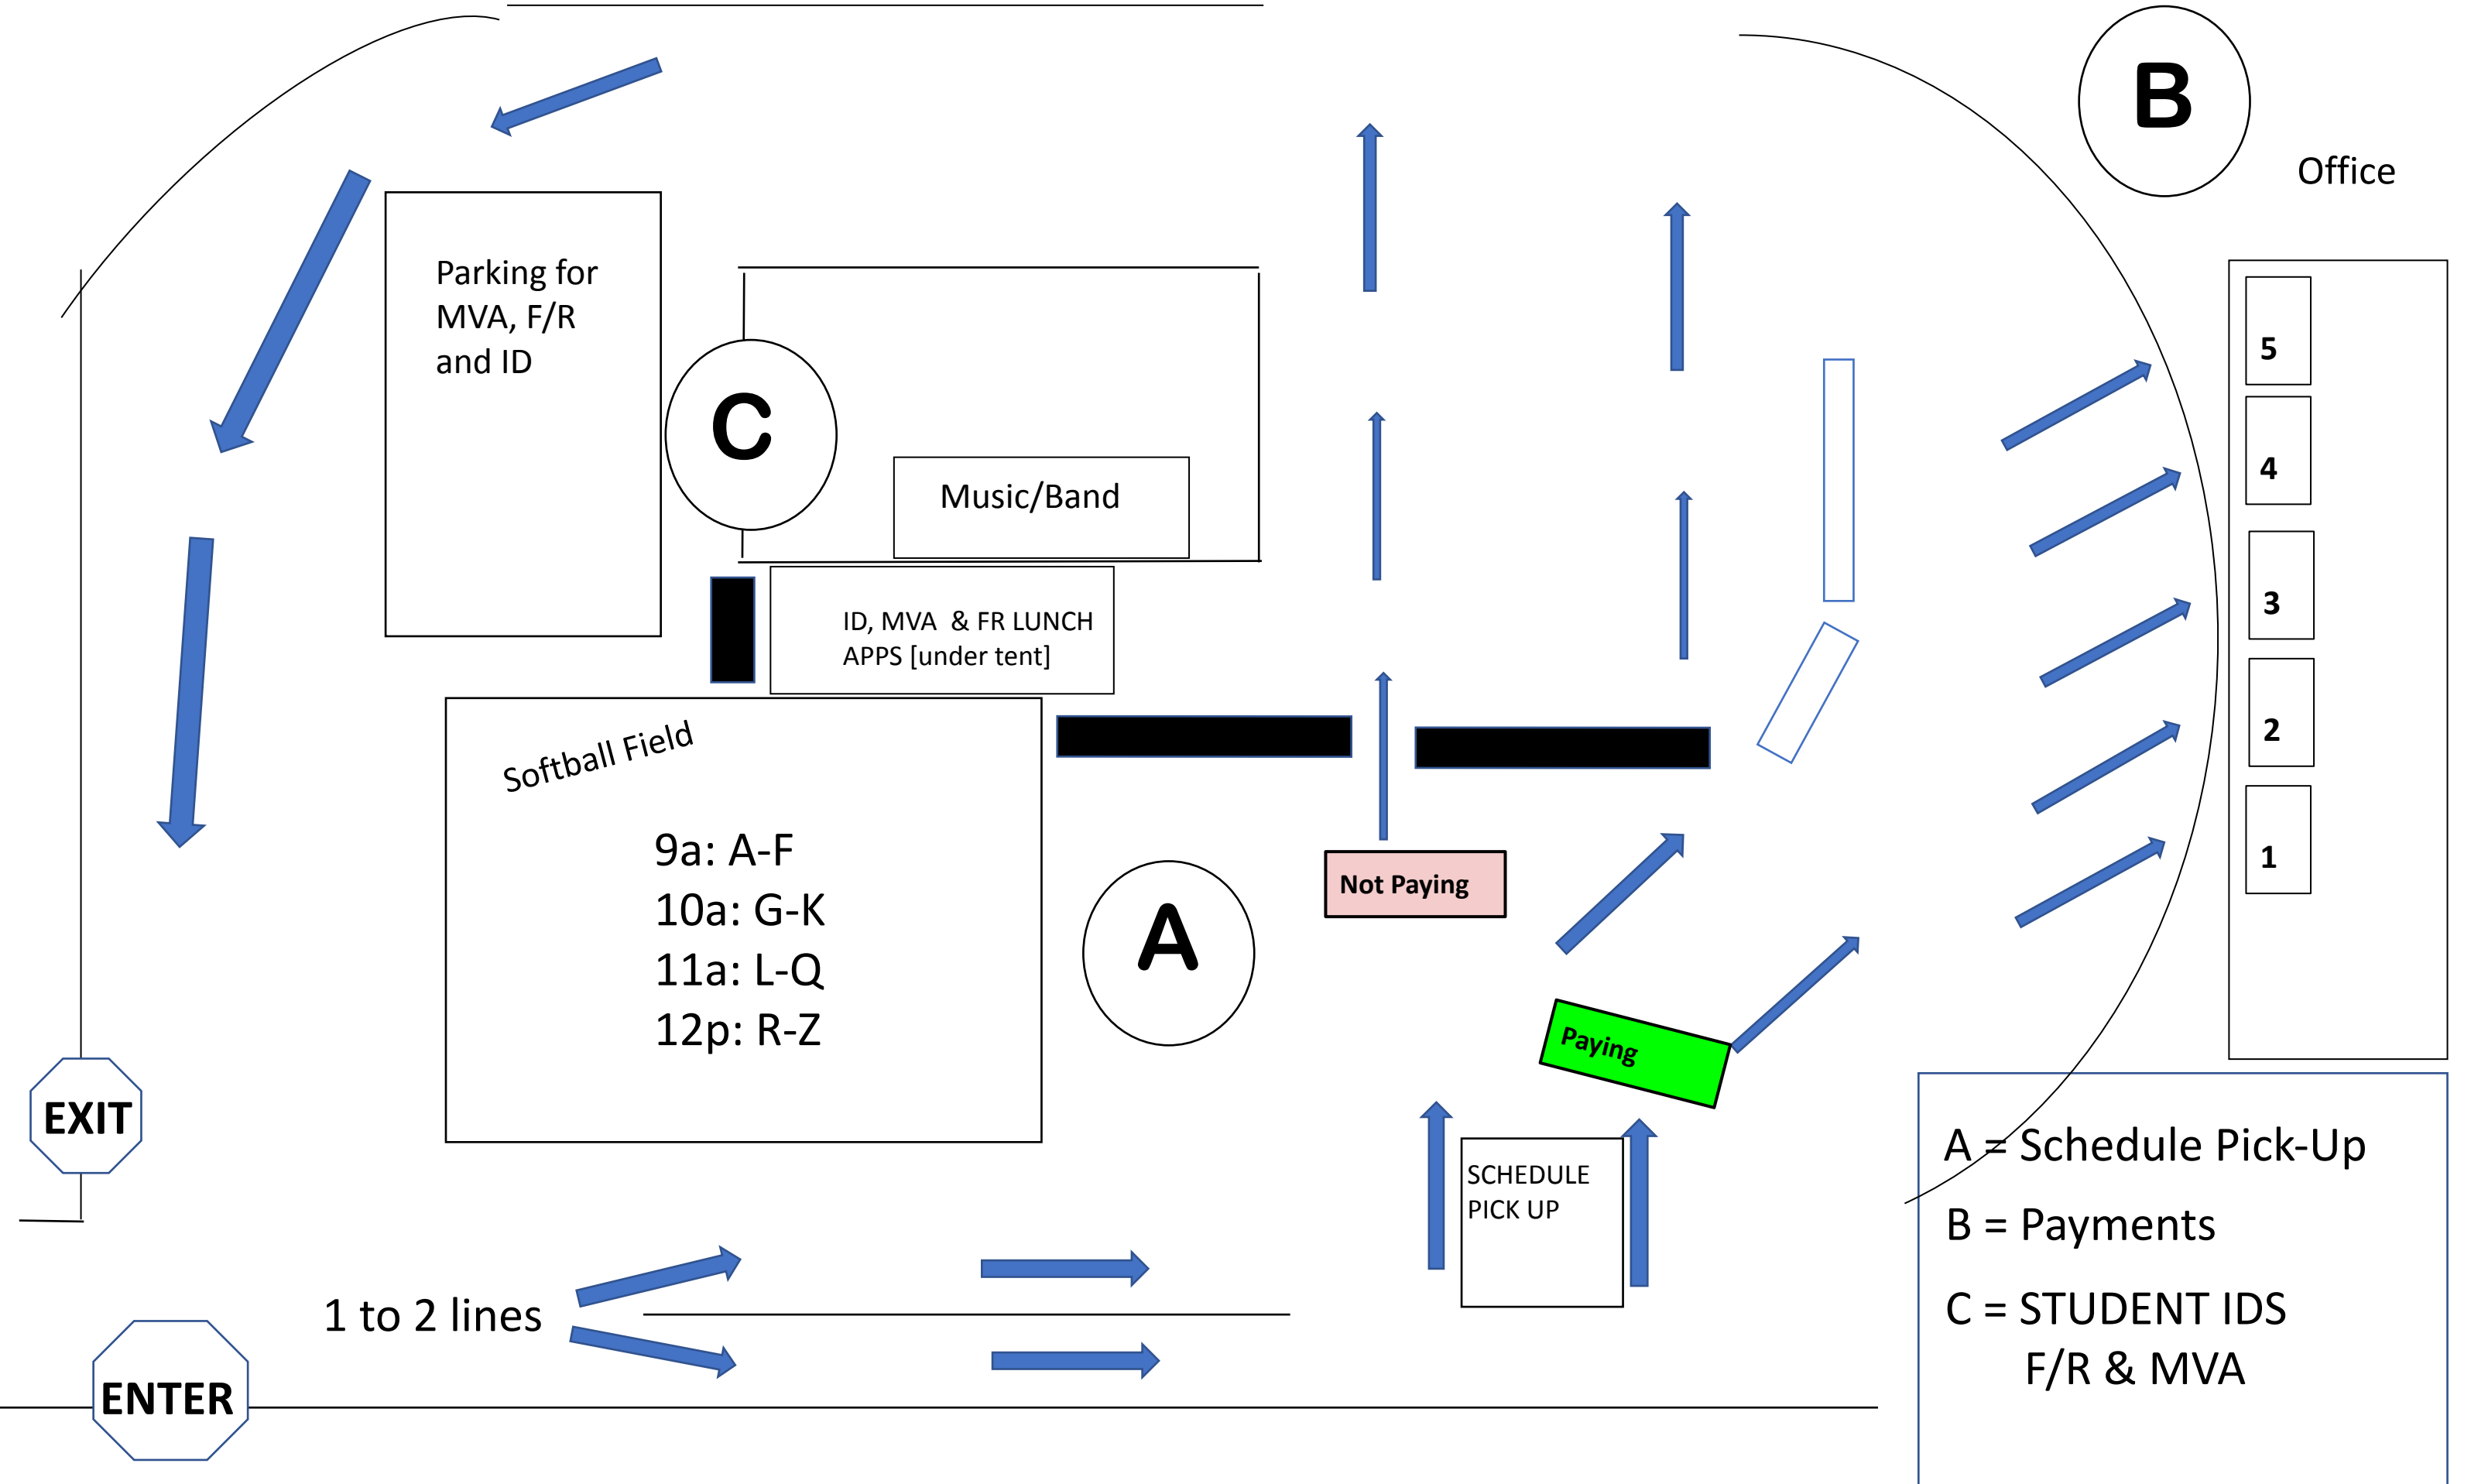 B
Office
Parking for
MVA, F/R
and ID
C
Music/Band
5
4
3
2
1
ID, MVA & FR LUNCH
APPS [under tent]
Softball Field
9a: A-F
10a: G-K
11a: L-Q
12p: R-Z
A
Not Paying
Paying
SCHEDULE
PICK UP
EXIT
1 to 2 lines
ENTER
A = Schedule Pick-Up
B = Payments
C = STUDENT IDS
F/R & MVA